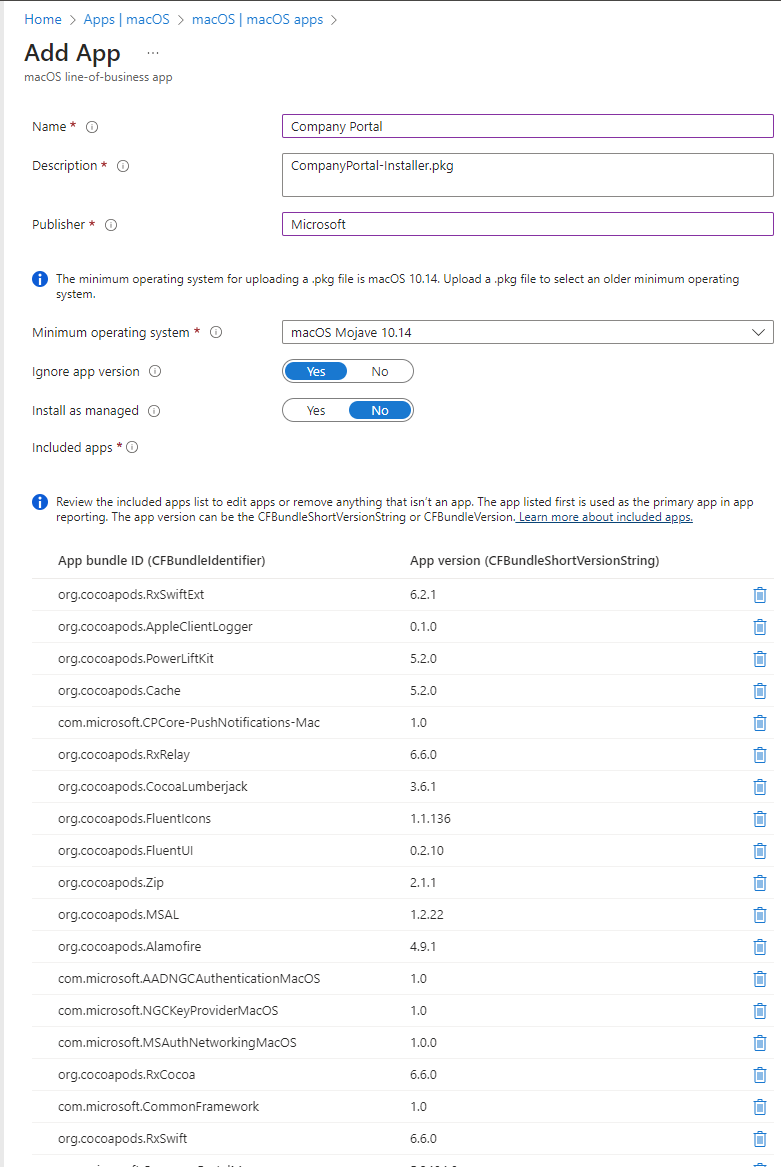 Home > Apps | macOS > macOS | macOS apps >
Add App ...
macOS line-of-business app
Name *
Company Portal
Description *
CompanyPortal-Installer.pkg
Publisher *
Microsoft
The minimum operating system for uploading a .pkg file is macOS 10.14. Upload a .pkg file to select an older minimum operating
system.
Minimum operating system *
macOS Mojave 10.14
Ignore app version
Yes No
Install as managed
Yes No
Included apps *
Review the included apps list to edit apps or remove anything that isn't an app. The app listed first is used as the primary app in app
reporting. The app version can be the CFBundleShortVersionString or CFBundleVersion. Learn more about included apps.
App bundle ID (CFBundleIdentifier) App version (CFBundleShortVersionString)
org.cocoapods.RxSwiftExt 6.2.1
org.cocoapods.AppleClientLogger 0.1.0
org.cocoapods.PowerLiftKit 5.2.0
org.cocoapods.Cache 5.2.0
com.microsoft.CPCore-PushNotifications-Mac 1.0
org.cocoapods.RxRelay 6.6.0
org.cocoapods.CocoaLumberjack 3.6.1
org.cocoapods.FluentIcons 1.1.136
org.cocoapods.FluentUI 0.2.10
org.cocoapods.Zip 2.1.1
org.cocoapods.MSAL 1.2.22
org.cocoapods.Alamofire 4.9.1
com.microsoft.AADNGCAuthenticationMacOS 1.0
com.microsoft.NGCKeyProviderMacOS 1.0
com.microsoft.MSAuthNetworkingMacOS 1.0.0
org.cocoapods.RxCocoa 6.6.0
com.microsoft.CommonFramework 1.0
org.cocoapods.RxSwift 6.6.0